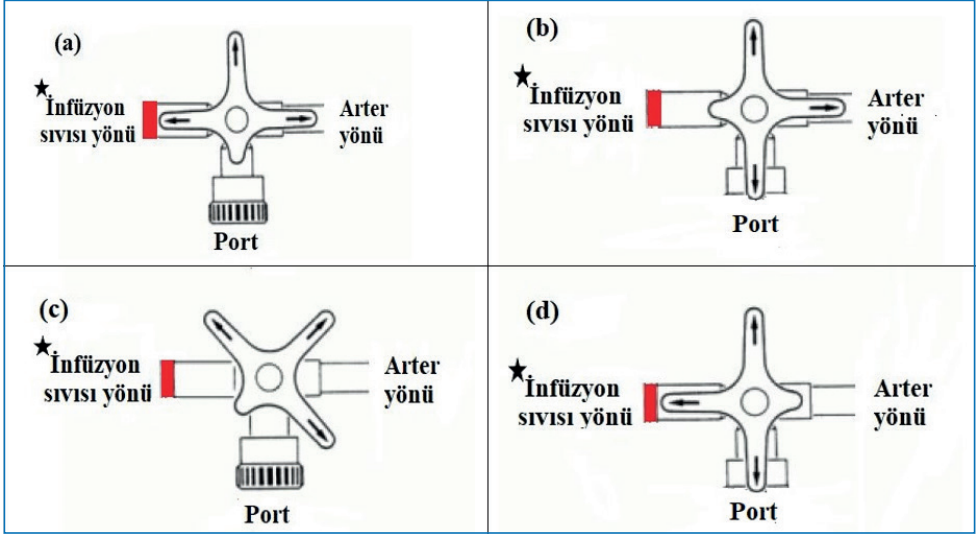 (a)
İnfüzyon
sıvısı yönü
Arter
yönü
Port
(b)
İnfüzyon
sıvısı yönü
Arter
yönü
Port
(c)
İnfüzyon
sıvısı yönü
Arter
yönü
Port
(d)
İnfüzyon
sıvısı yönü
Arter
yönü
Port